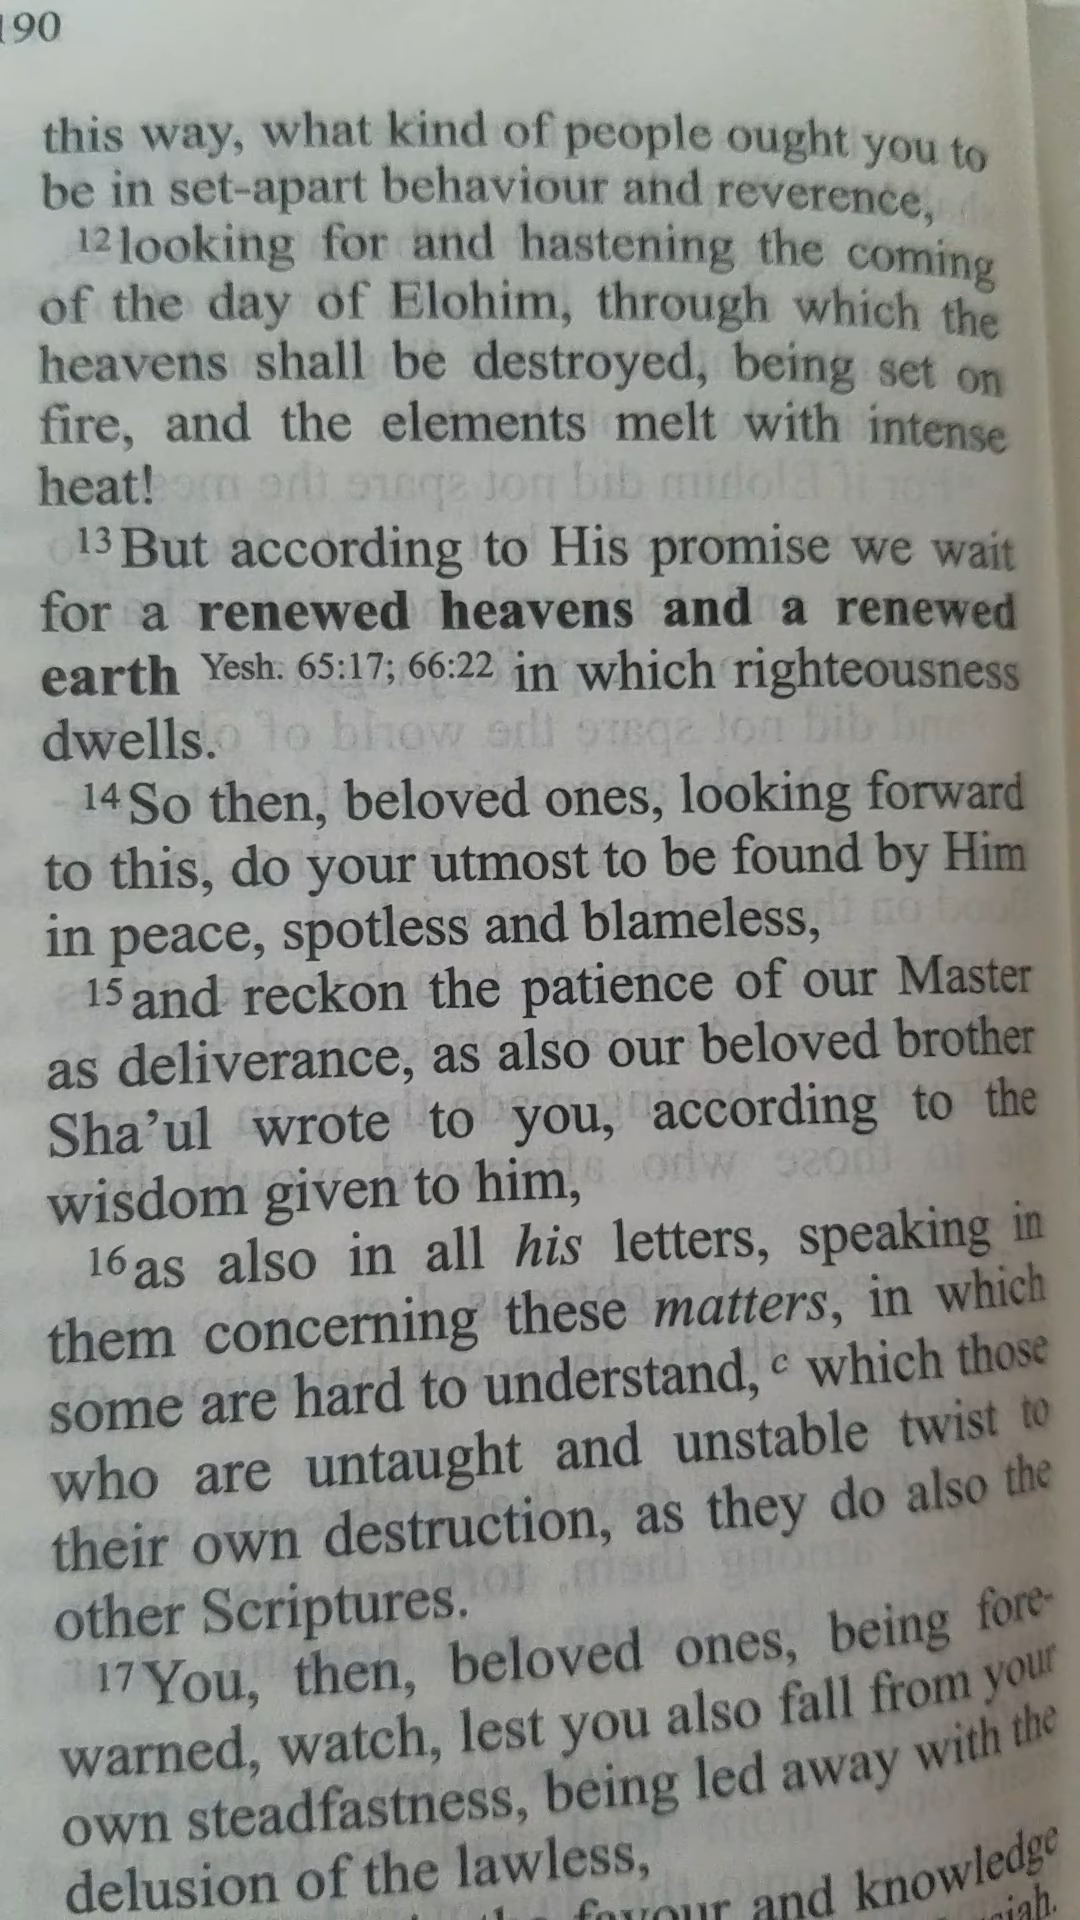 190
this way, what kind of people ought you to
be in set-apart behaviour and reverence,
12 looking for and hastening the coming
of the day of Elohim, through which the
heavens shall be destroyed, being set on
fire, and the elements melt with intense
heat!
13 But according to His promise we wait
for a renewed heavens and a renewed
earth Yesh. 65:17; 66:22 in which righteousness
dwells.
14 So then, beloved ones, looking forward
to this, do your utmost to be found by Him
in peace, spotless and blameless,
15 and reckon the patience of our Master
as deliverance, as also our beloved brother
Sha’ul wrote to you, according to the
wisdom given to him,
16 as also in all his letters, speaking in
them concerning these matters, in which
some are hard to understand, c which those
who are untaught and unstable twist to
their own destruction, as they do also the
other Scriptures.
17 You, then, beloved ones, being fore-
warned, watch, lest you also fall from your
own steadfastness, being led away with the
delusion of the lawless,
favour and knowledge